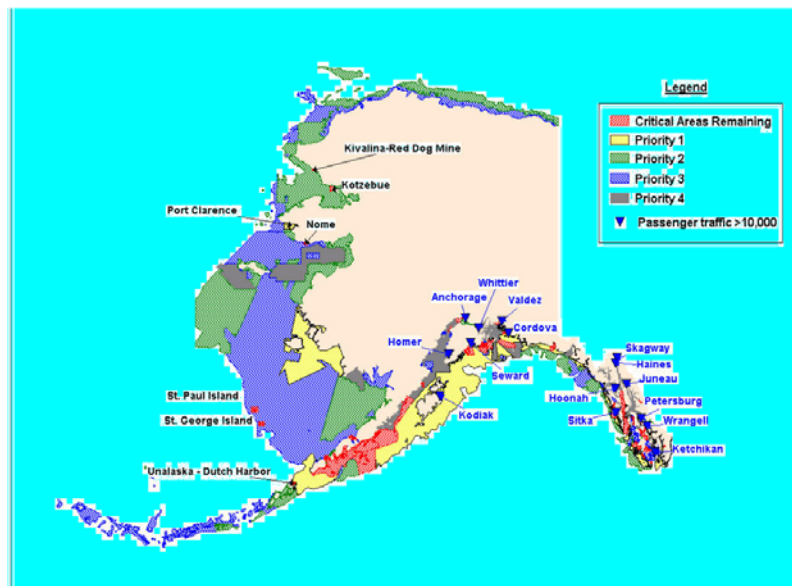 Legend
Critical Areas Remaining
Priority 1
Priority 2
Priority 3
Priority 4
Passenger traffic >10,000
Kivalina-Red Dog Mine
Kotzebue
Port Clarence
Nome
Whittier
Anchorage
Valdez
Cordova
Homer
Seward
Skagway
Haines
Juneau
Hoonah
Petersburg
Sitka
Wrangell
Ketchikan
Kodiak
St. Paul Island
St. George Island
Unalaska - Dutch Harbor